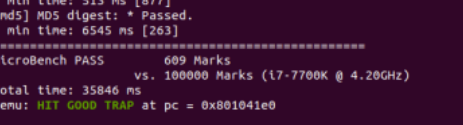 min time: 513 ms [877]
md5] MD5 digest: * Passed.
min time: 6545 ms [263]
==================================================
icroBench PASS 609 Marks
vs. 100000 Marks (i7-7700K @ 4.20GHz)
otal time: 35846 ms
emu: HIT GOOD TRAP at pc = 0x801041e0